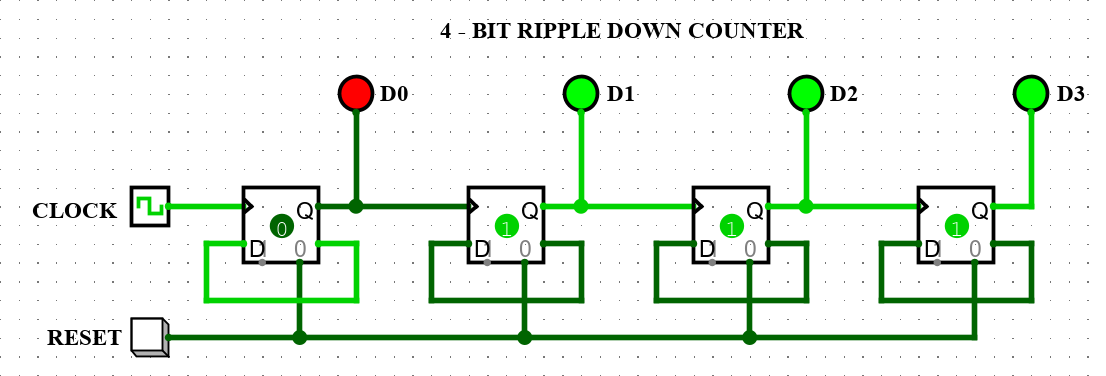 4 - BIT RIPPLE DOWN COUNTER
D0
D1
D2
D3
CLOCK
Q
0
D
0
Q
1
D
0
Q
1
D
0
Q
1
D
0
RESET